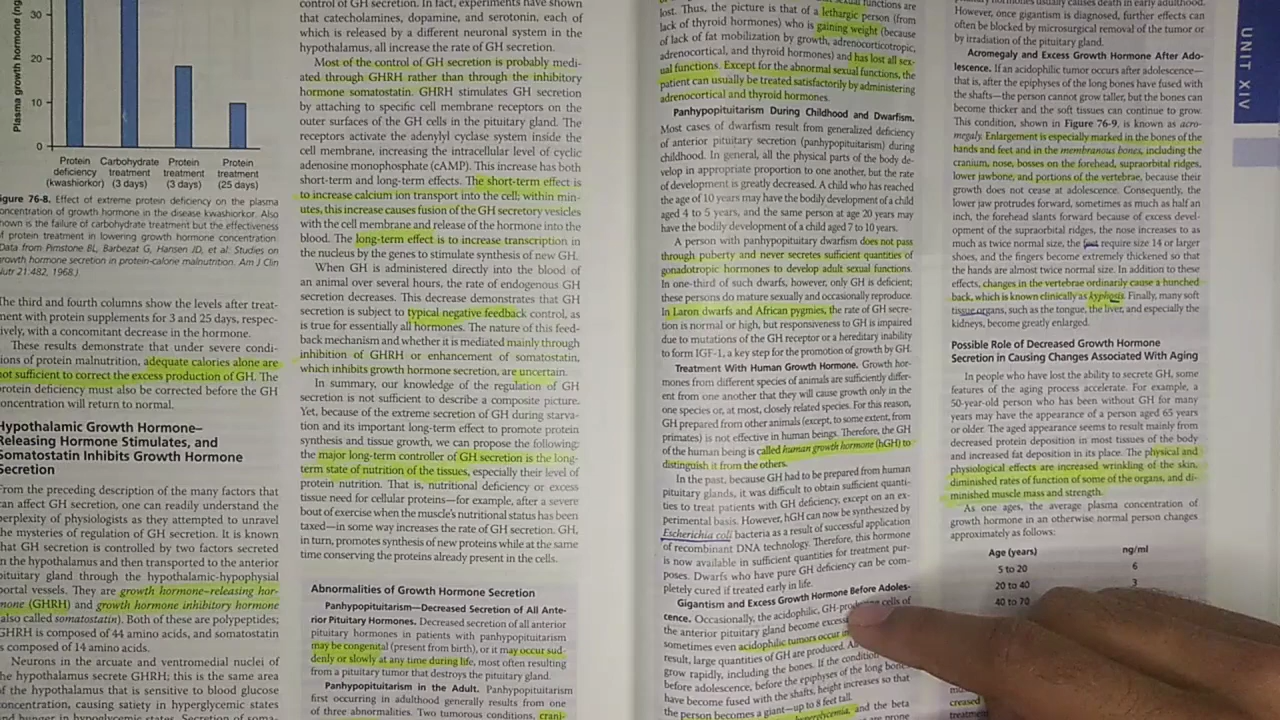 Plasma growth hormone (ng
30
20
10
0
Protein
deficiency
(kwashiorkor)
Carbohydrate
treatment
(3 days)
Protein
treatment
(3 days)
Protein
treatment
(25 days)
igure 76-8. Effect of extreme protein deficiency on the plasma
oncentration of growth hormone in the disease kwashiorkor. Also
hown is the failure of carbohydrate treatment but the effectiveness
of protein treatment in lowering growth hormone concentration.
Data from Pimstone BL, Barbezat G, Hansen JD, et al. Studies on
rowth hormone secretion in protein-calorie malnutrition. Am J Clin
Nutr 21:482, 1968.)
The third and fourth columns show the levels after treat-
ment with protein supplements for 3 and 25 days, respec-
ively, with a concomitant decrease in the hormone.
These results demonstrate that under severe condi-
ions of protein malnutrition, adequate calories alone are
not sufficient to correct the excess production of GH. The
protein deficiency must also be corrected before the GH
oncentration will return to normal.
Hypothalamic Growth Hormone–
Releasing Hormone Stimulates, and
Somatostatin Inhibits Growth Hormone
Secretion
From the preceding description of the many factors that
can affect GH secretion, one can readily understand the
perplexity of physiologists as they attempted to unravel
the mysteries of regulation of GH secretion. It is known
that GH secretion is controlled by two factors secreted
n the hypothalamus and then transported to the anterior
pituitary gland through the hypothalamic-hypophysial
portal vessels. They are growth hormone–releasing hor-
mone (GHRH) and growth hormone inhibitory hormone
also called somatostatin). Both of these are polypeptides;
GHRH is composed of 44 amino acids, and somatostatin
s composed of 14 amino acids.
Neurons in the arcuate and ventromedial nuclei of
he hypothalamus secrete GHRH; this is the same area
of the hypothalamus that is sensitive to blood glucose
concentration, causing satiety in hyperglycemic states
and hunger in hypoglycemic states. Secretion of soma-
control of GH secretion. In fact, experiments have shown
that catecholamines, dopamine, and serotonin, each of
which is released by a different neuronal system in the
hypothalamus, all increase the rate of GH secretion.
Most of the control of GH secretion is probably medi-
ated through GHRH rather than through the inhibitory
hormone somatostatin. GHRH stimulates GH secretion
by attaching to specific cell membrane receptors on the
outer surfaces of the GH cells in the pituitary gland. The
receptors activate the adenylyl cyclase system inside the
cell membrane, increasing the intracellular level of cyclic
adenosine monophosphate (cAMP). This increase has both
short-term and long-term effects. The short-term effect is
to increase calcium ion transport into the cell; within min-
utes, this increase causes fusion of the GH secretory vesicles
with the cell membrane and release of the hormone into the
blood. The long-term effect is to increase transcription in
the nucleus by the genes to stimulate synthesis of new GH.
When GH is administered directly into the blood of
an animal over several hours, the rate of endogenous GH
secretion decreases. This decrease demonstrates that GH
secretion is subject to typical negative feedback control, as
is true for essentially all hormones. The nature of this feed-
back mechanism and whether it is mediated mainly through
inhibition of GHRH or enhancement of somatostatin,
which inhibits growth hormone secretion, are uncertain.
In summary, our knowledge of the regulation of GH
secretion is not sufficient to describe a composite picture.
Yet, because of the extreme secretion of GH during starva-
tion and its important long-term effect to promote protein
synthesis and tissue growth, we can propose the following:
the major long-term controller of GH secretion is the long-
term state of nutrition of the tissues, especially their level of
protein nutrition. That is, nutritional deficiency or excess
tissue need for cellular proteins—for example, after a severe
bout of exercise when the muscle's nutritional status has been
taxed—in some way increases the rate of GH secretion. GH,
in turn, promotes synthesis of new proteins while at the same
time conserving the proteins already present in the cells.
Abnormalities of Growth Hormone Secretion
Panhypopituitarism—Decreased Secretion of All Ante-
rior Pituitary Hormones. Decreased secretion of all anterior
pituitary hormones in patients with panhypopituitarism
may be congenital (present from birth), or it may occur sud-
denly or slowly at any time during life, most often resulting
from a pituitary tumor that destroys the pituitary gland.
Panhypopituitarism in the Adult. Panhypopituitarism
first occurring in adulthood generally results from one
of three abnormalities. Two tumorous conditions, crani-
sexual functions are
lost. Thus, the picture is that of a lethargic person (from
lack of thyroid hormones) who is gaining weight (because
of lack of fat mobilization by growth, adrenocorticotropic,
adrenocortical, and thyroid hormones) and has lost all sex-
ual functions. Except for the abnormal sexual functions, the
patient can usually be treated satisfactorily by administering
adrenocortical and thyroid hormones.
Panhypopituitarism During Childhood and Dwarfism.
Most cases of dwarfism result from generalized deficiency
of anterior pituitary secretion (panhypopituitarism) during
childhood. In general, all the physical parts of the body de-
velop in appropriate proportion to one another, but the rate
of development is greatly decreased. A child who has reached
the age of 10 years may have the bodily development of a child
aged 4 to 5 years, and the same person at age 20 years may
have the bodily development of a child aged 7 to 10 years.
A person with panhypopituitary dwarfism does not pass
through puberty and never secretes sufficient quantities of
gonadotropic hormones to develop adult sexual functions.
In one-third of such dwarfs, however, only GH is deficient;
these persons do mature sexually and occasionally reproduce.
In Laron dwarfs and African pygmies, the rate of GH secre-
tion is normal or high, but responsiveness to GH is impaired
due to mutations of the GH receptor or a hereditary inability
to form IGF-1, a key step for the promotion of growth by GH.
Treatment With Human Growth Hormone. Growth hor-
mones from different species of animals are sufficiently differ-
ent from one another that they will cause growth only in the
one species or, at most, closely related species. For this reason,
GH prepared from other animals (except, to some extent, from
primates) is not effective in human beings. Therefore, the GH
of the human being is called human growth hormone (hGH) to
distinguish it from the others.
In the past, because GH had to be prepared from human
pituitary glands, it was difficult to obtain sufficient quanti-
ties to treat patients with GH deficiency, except on an ex-
perimental basis. However, hGH can now be synthesized by
Escherichia coli bacteria as a result of successful application
of recombinant DNA technology. Therefore, this hormone
is now available in sufficient quantities for treatment pur-
poses. Dwarfs who have pure GH deficiency can be com-
pletely cured if treated early in life.
Gigantism and Excess Growth Hormone Before Adoles-
cence. Occasionally, the acidophilic, GH-producing cells of
the anterior pituitary gland become excess
sometimes even acidophilic tumors occur in
result, large quantities of GH are produced. A
grow rapidly, including the bones. If the condition
before adolescence, before the epiphyses of the long bones
have become fused with the shafts, height increases so that
the person becomes a giant—up to 8 feet tall.
hyperglycemia, and the beta
are prone
usually causes death in early adulthood.
However, once gigantism is diagnosed, further effects can
often be blocked by microsurgical removal of the tumor or
by irradiation of the pituitary gland.
Acromegaly and Excess Growth Hormone After Ado-
lescence. If an acidophilic tumor occurs after adolescence—
that is, after the epiphyses of the long bones have fused with
the shafts—the person cannot grow taller, but the bones can
become thicker and the soft tissues can continue to grow.
This condition, shown in Figure 76-9, is known as acro-
megaly. Enlargement is especially marked in the bones of the
hands and feet and in the membranous bones, including the
cranium, nose, bosses on the forehead, supraorbital ridges,
lower jawbone, and portions of the vertebrae, because their
growth does not cease at adolescence. Consequently, the
lower jaw protrudes forward, sometimes as much as half an
inch, the forehead slants forward because of excess devel-
opment of the supraorbital ridges, the nose increases to as
much as twice normal size, the feet require size 14 or larger
shoes, and the fingers become extremely thickened so that
the hands are almost twice normal size. In addition to these
effects, changes in the vertebrae ordinarily cause a hunched
back, which is known clinically as kyphosis. Finally, many soft
tissue organs, such as the tongue, the liver, and especially the
kidneys, become greatly enlarged.
Possible Role of Decreased Growth Hormone
Secretion in Causing Changes Associated With Aging
In people who have lost the ability to secrete GH, some
features of the aging process accelerate. For example, a
50-year-old person who has been without GH for many
years may have the appearance of a person aged 65 years
or older. The aged appearance seems to result mainly from
decreased protein deposition in most tissues of the body
and increased fat deposition in its place. The physical and
physiological effects are increased wrinkling of the skin,
diminished rates of function of some of the organs, and di-
minished muscle mass and strength.
As one ages, the average plasma concentration of
growth hormone in an otherwise normal person changes
approximately as follows:
Age (years) ng/ml
5 to 20 6
20 to 40 3
40 to 70
creased
treatment
UNIT XIV